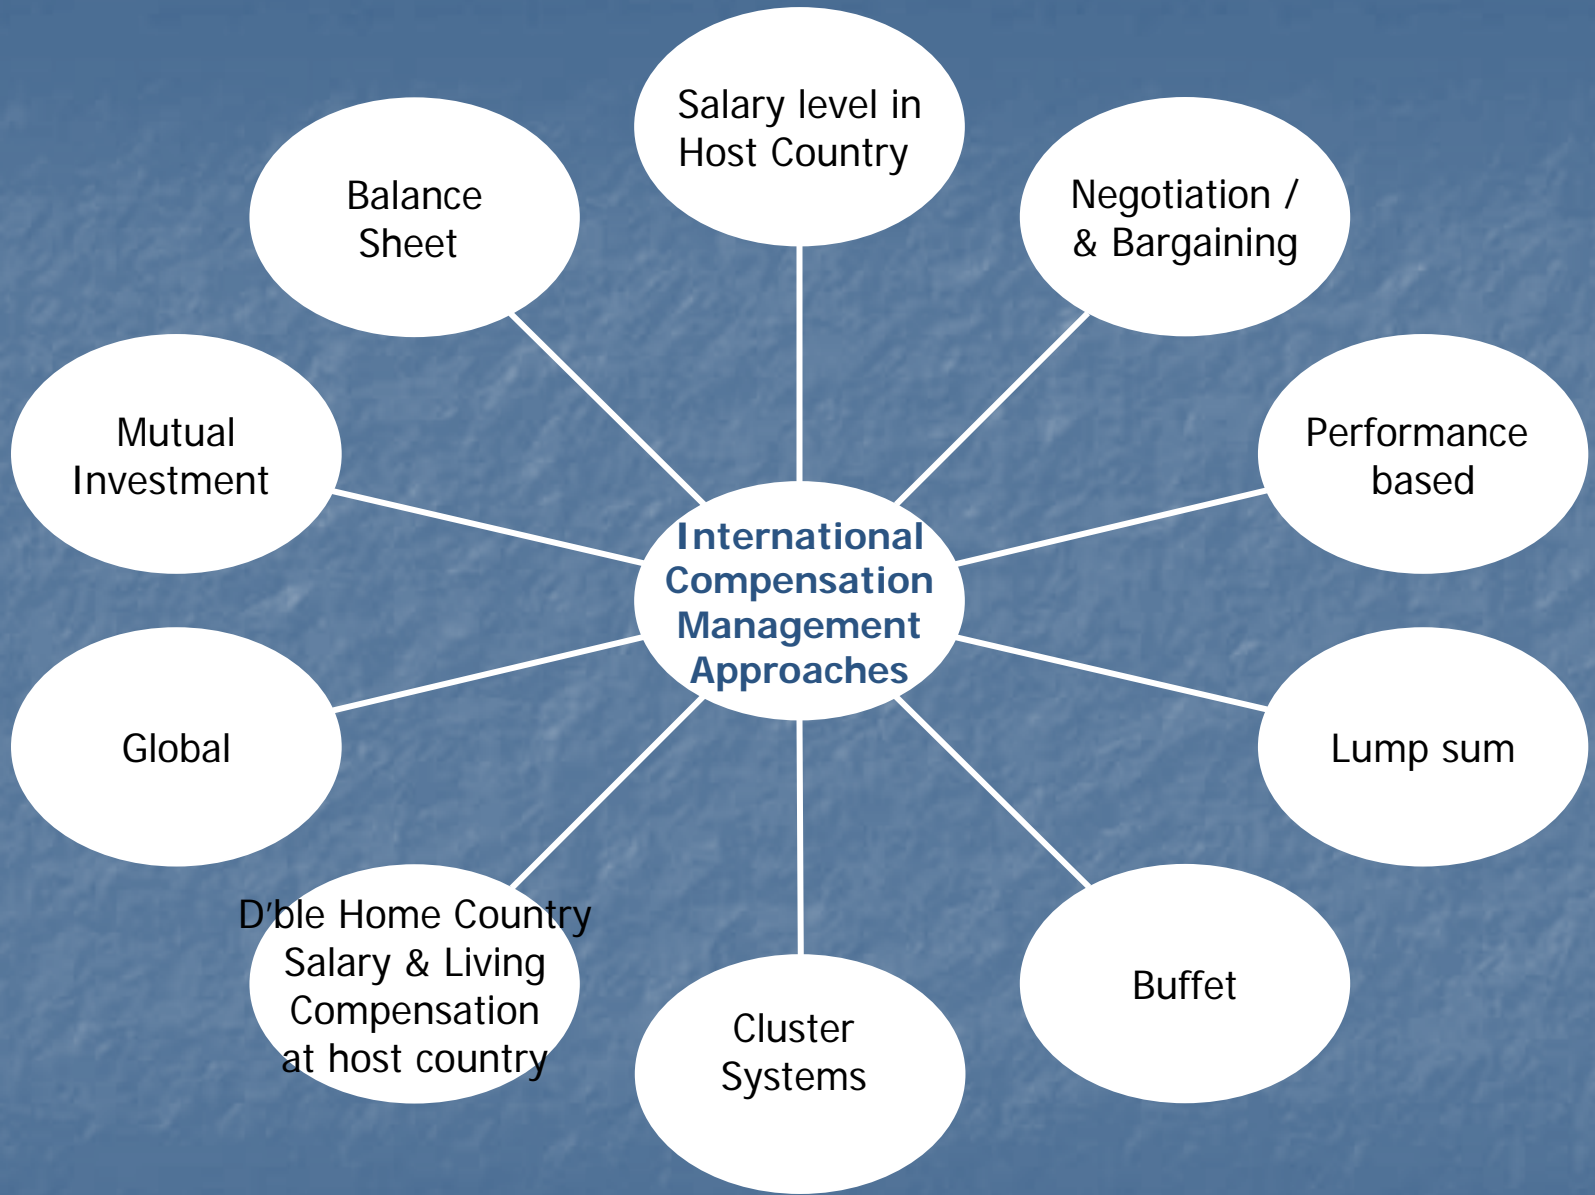 Salary level in
Host Country
Balance
Sheet
Negotiation /
& Bargaining
Mutual
Investment
Performance
based
International
Compensation
Management
Approaches
Global
Lump sum
D'ble Home Country
Salary & Living
Compensation
at host country
Buffet
Cluster
Systems